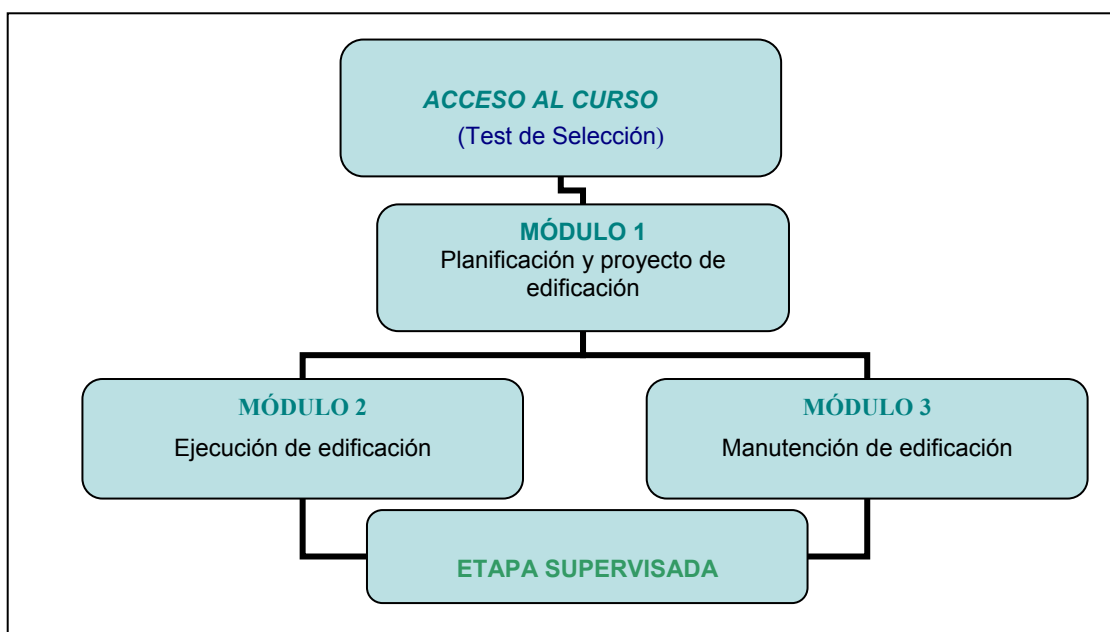 ACCESO AL CURSO
(Test de Selección)
MÓDULO 1
Planificación y proyecto de
edificación
MÓDULO 2
Ejecución de edificación
MÓDULO 3
Manutención de edificación
ETAPA SUPERVISADA